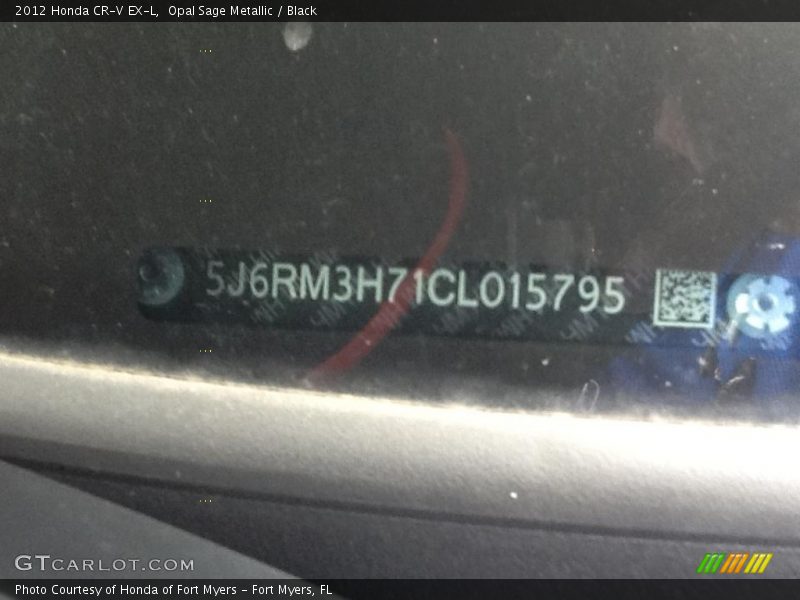 2012 Honda CR-V EX-L,  Opal Sage Metallic / Black
5J6RM3H71CL015795
GTCARLOT.COM
Photo Courtesy of Honda of Fort Myers - Fort Myers, FL